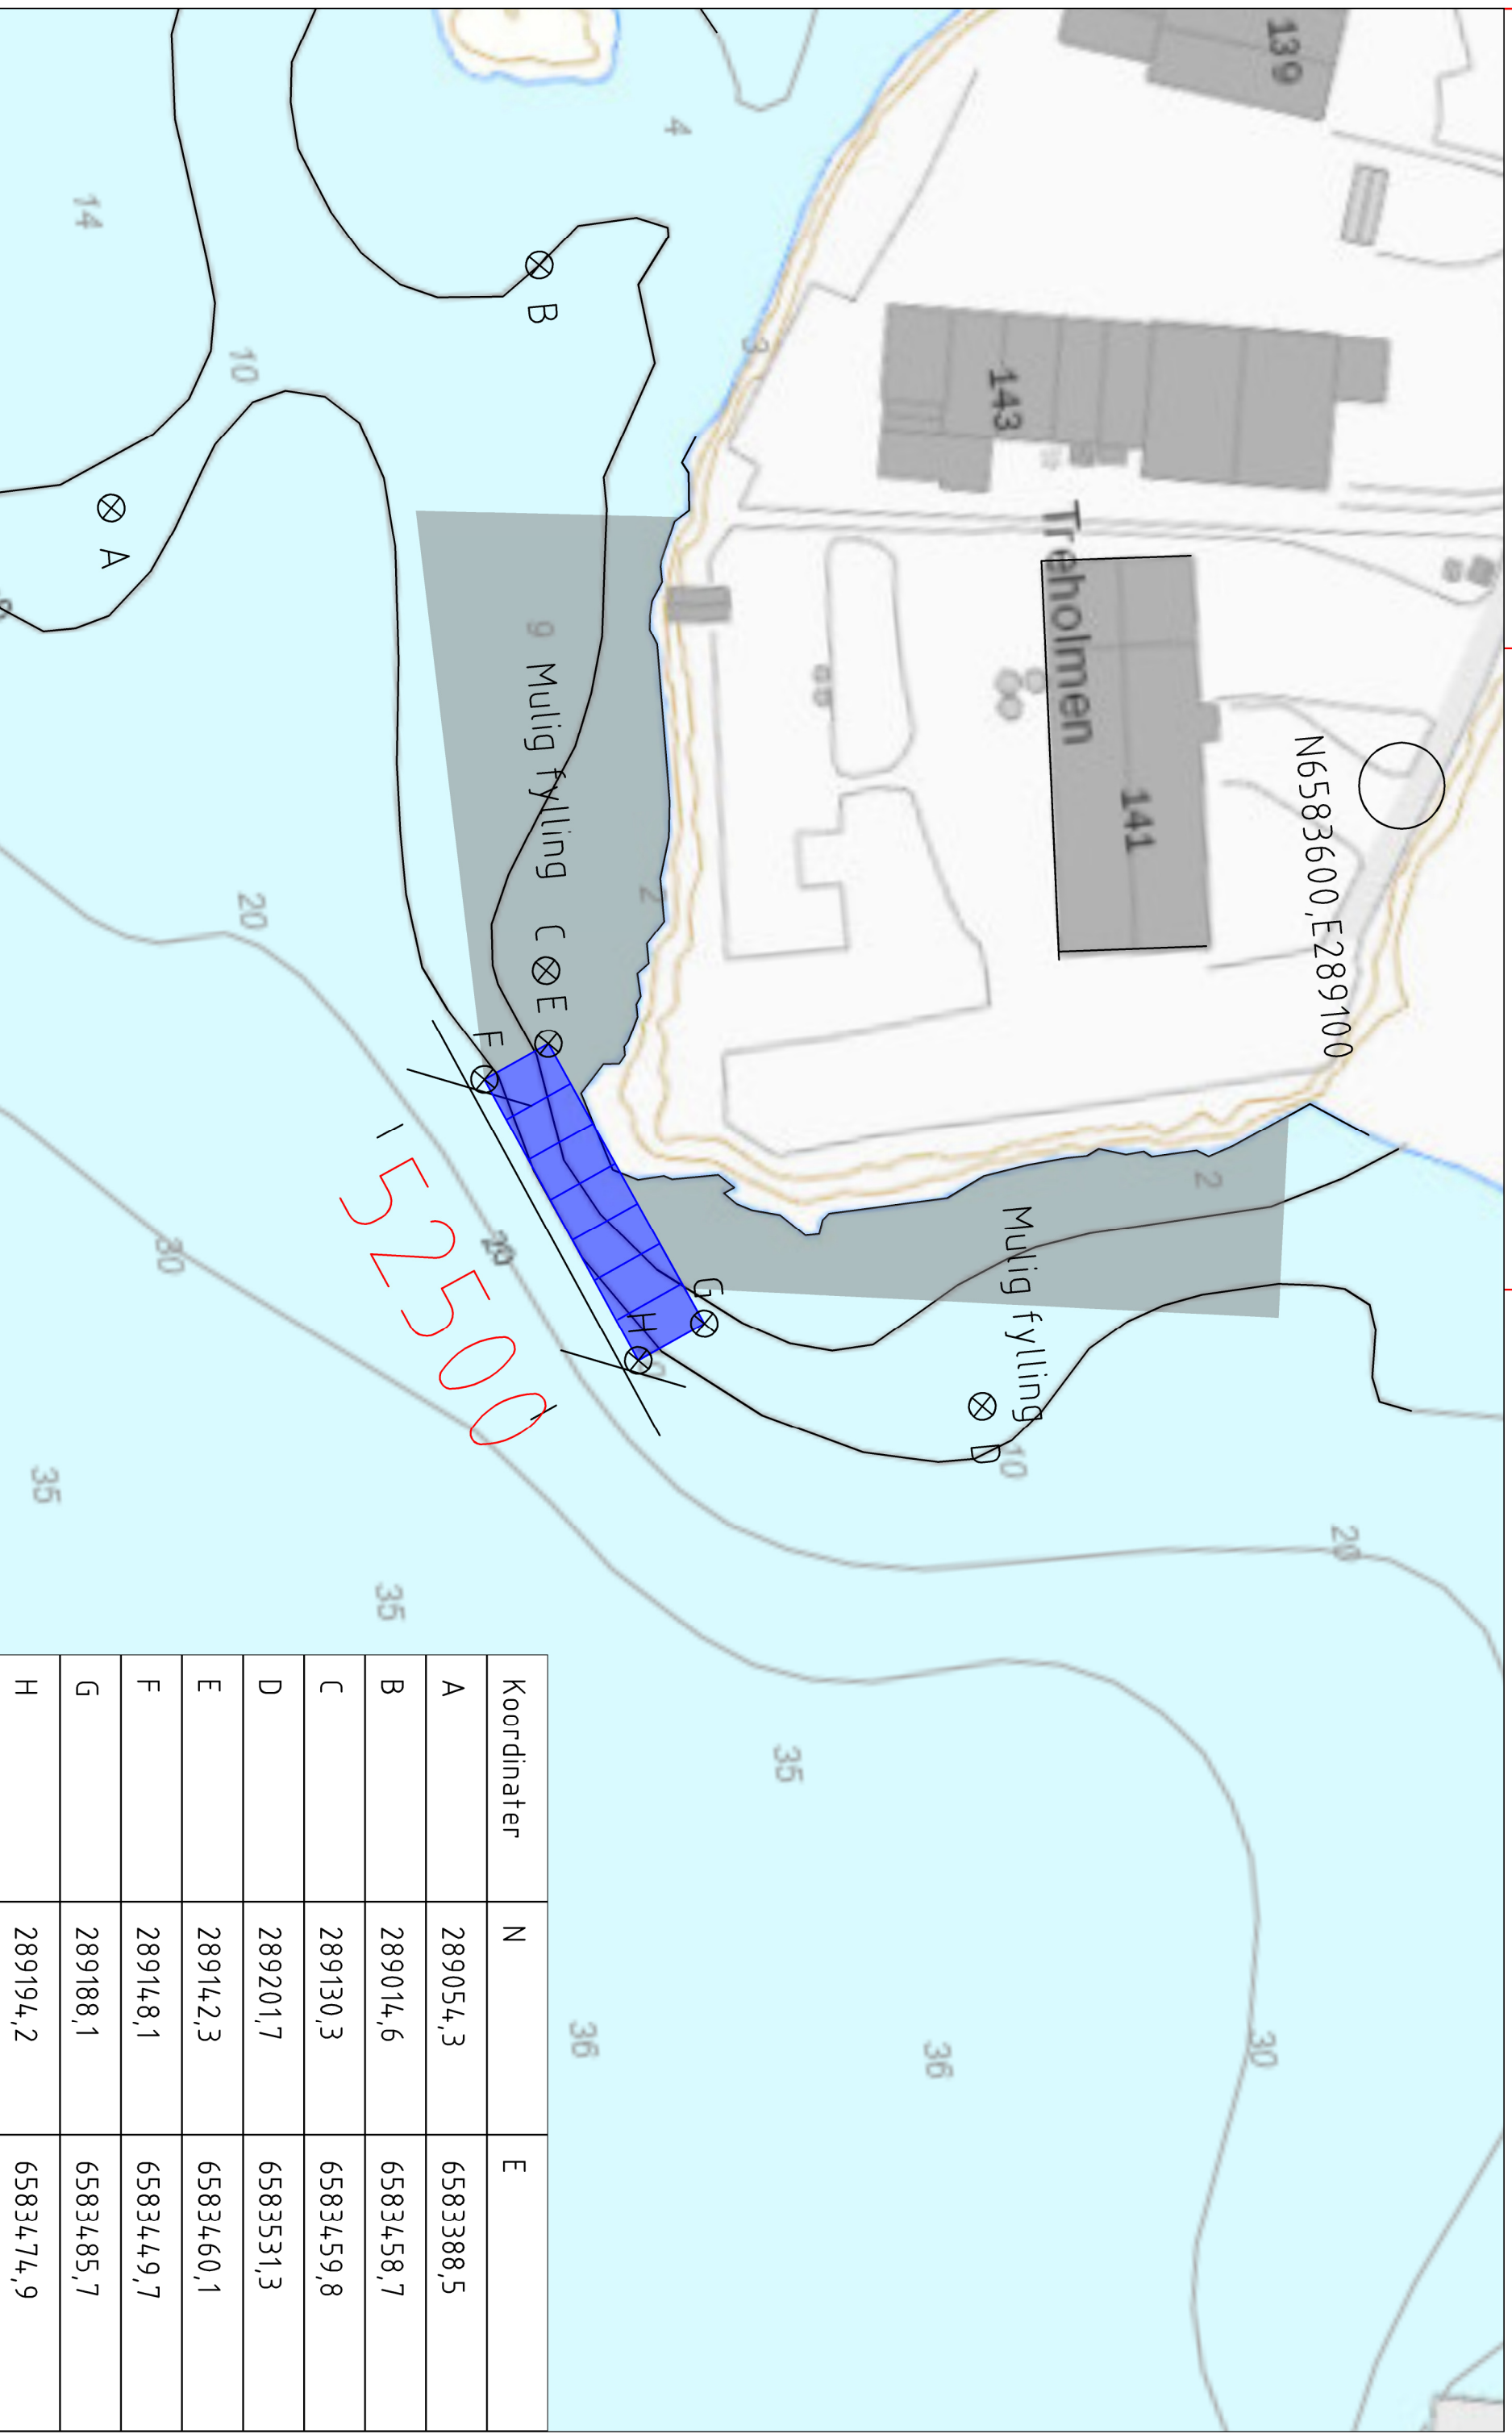 139
143
Treholmen
141
N6583600,E289100
4
3
14
B
10
A
9
Mulig fylling
2
C
E
F
20
2
52500
G
H
Mulig fylling
D
10
20
30
20
35
35
35
36
36
30
Koordinater N E
A 289054,3 6583388,5
B 289014,6 6583458,7
C 289130,3 6583459,8
D 289201,7 6583531,3
E 289142,3 6583460,1
F 289148,1 6583449,7
G 289188,1 6583485,7
H 289194,2 6583474,9